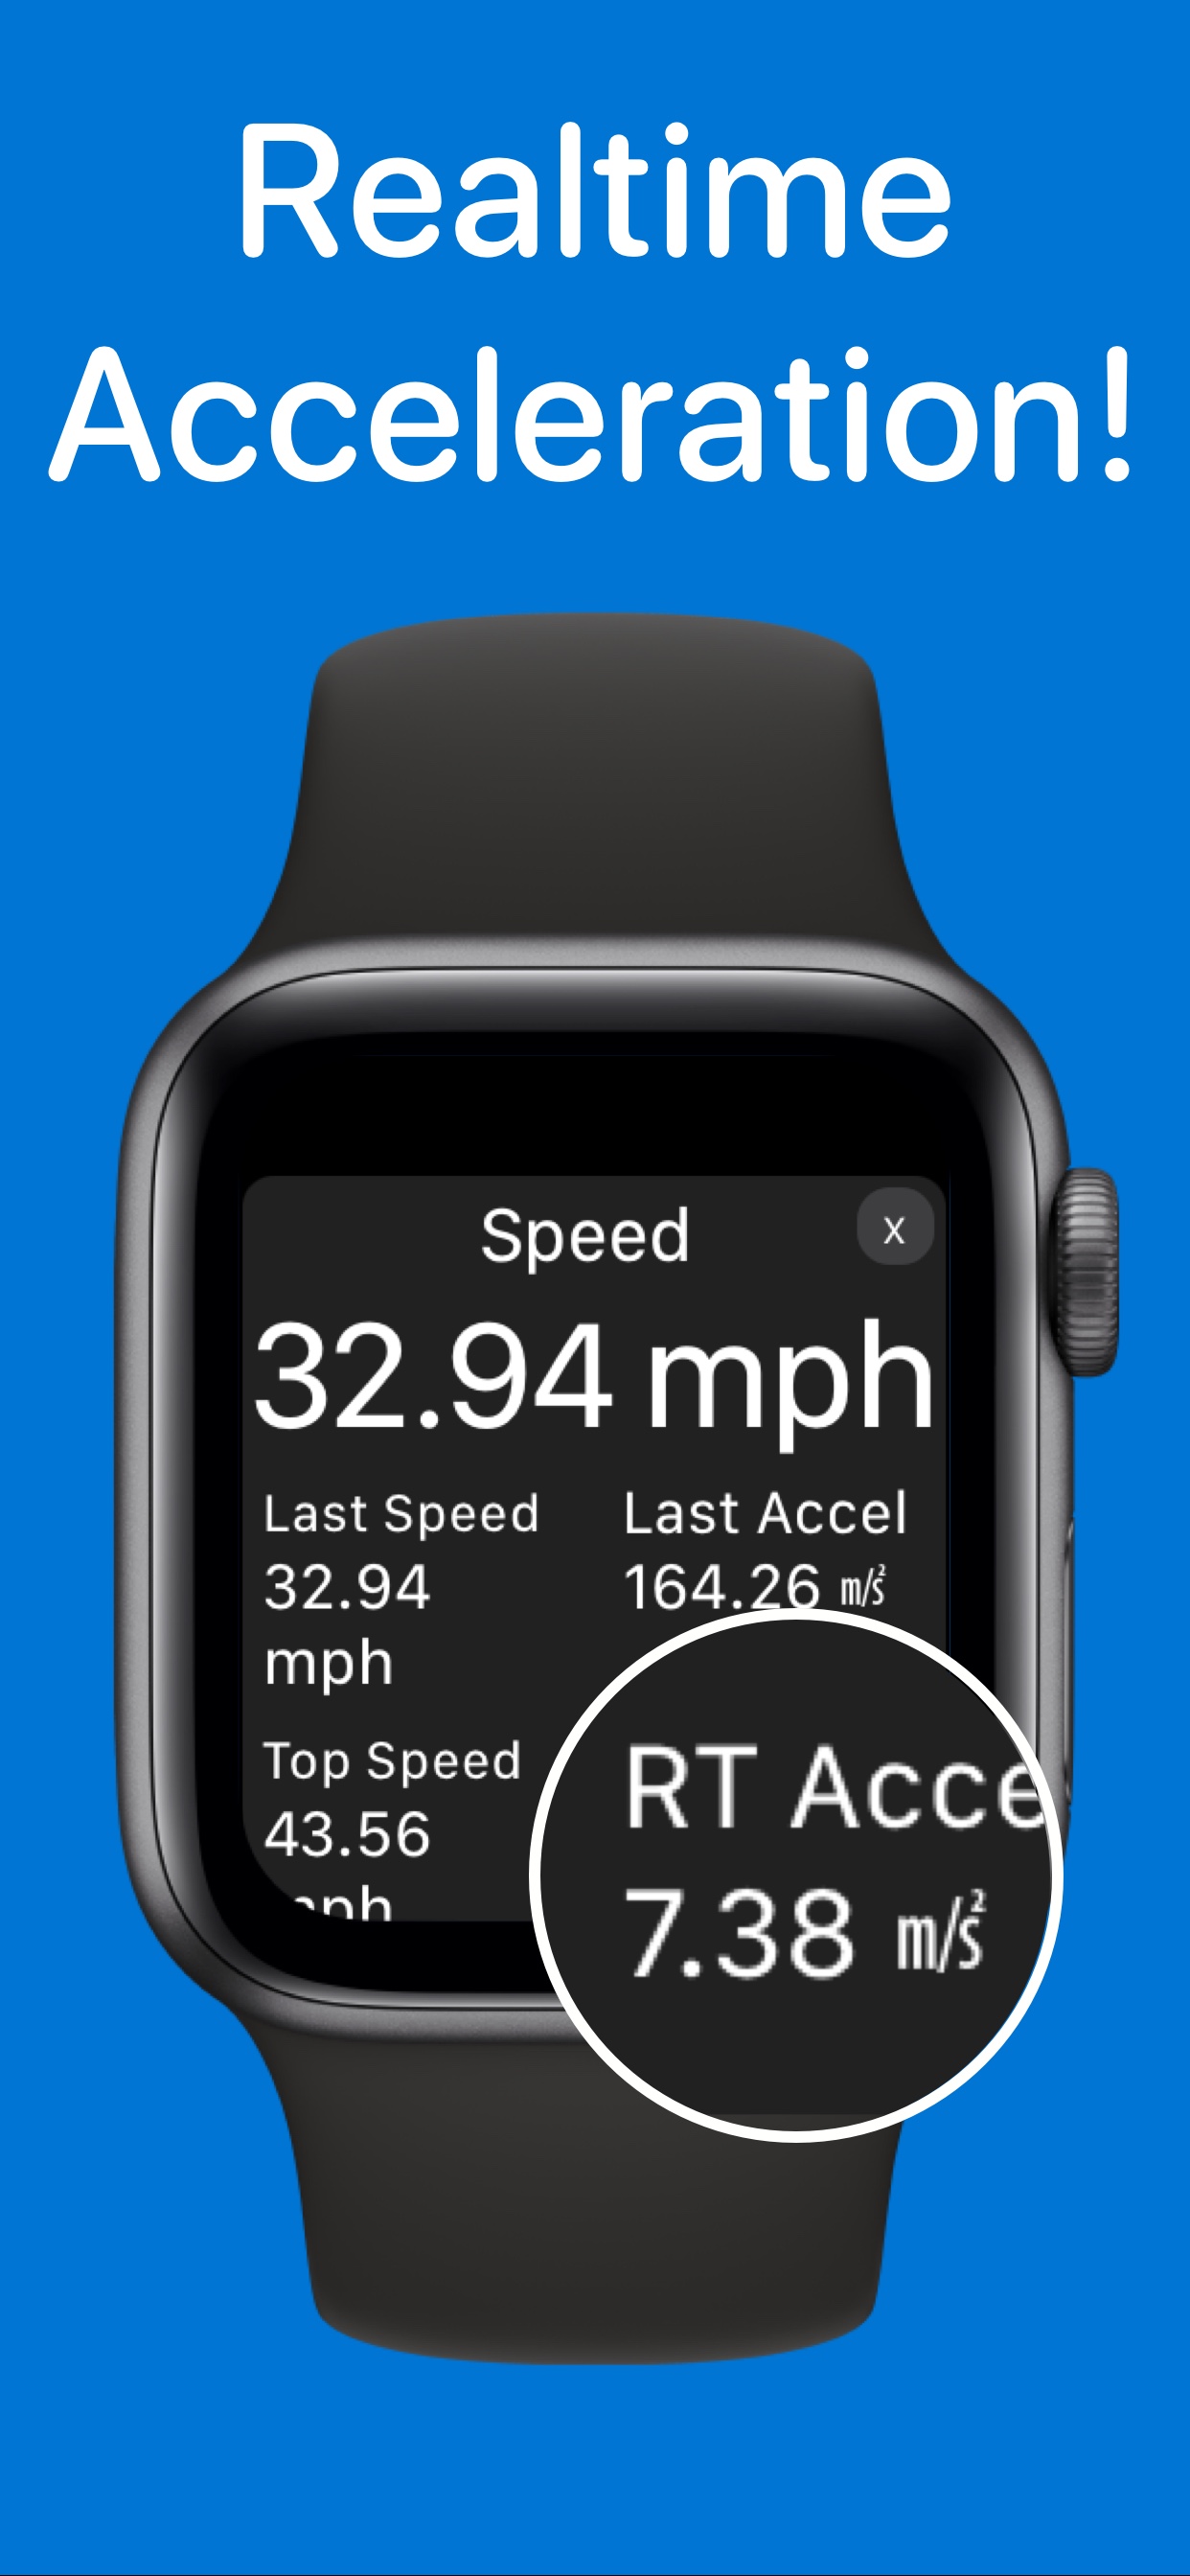 Realtime
Acceleration!
Speed
x
32.94 mph
Last Speed
32.94
mph
Last Accel
164.26 m/s²
Top Speed
43.56
mph
RT Acce
7.38 m/s²